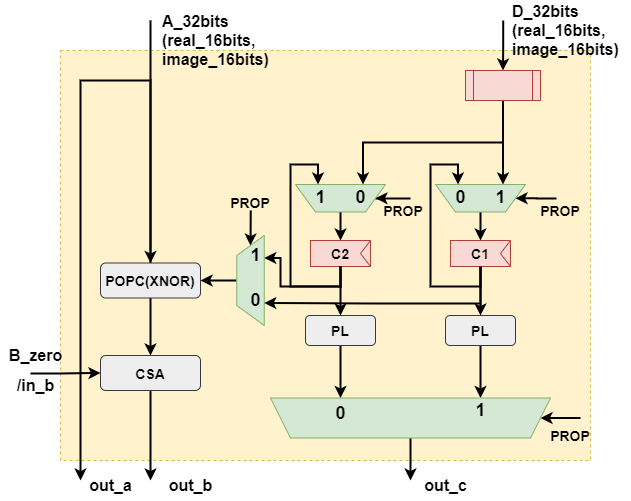 A_32bits
(real_16bits,
image_16bits)
D_32bits
(real_16bits,
image_16bits)
1 0
0 1
PROP
PROP
PROP
1
C2
C1
POPC(XNOR)
0
PL
PL
B_zero
/in_b
CSA
0
1
PROP
out_a
out_b
out_c